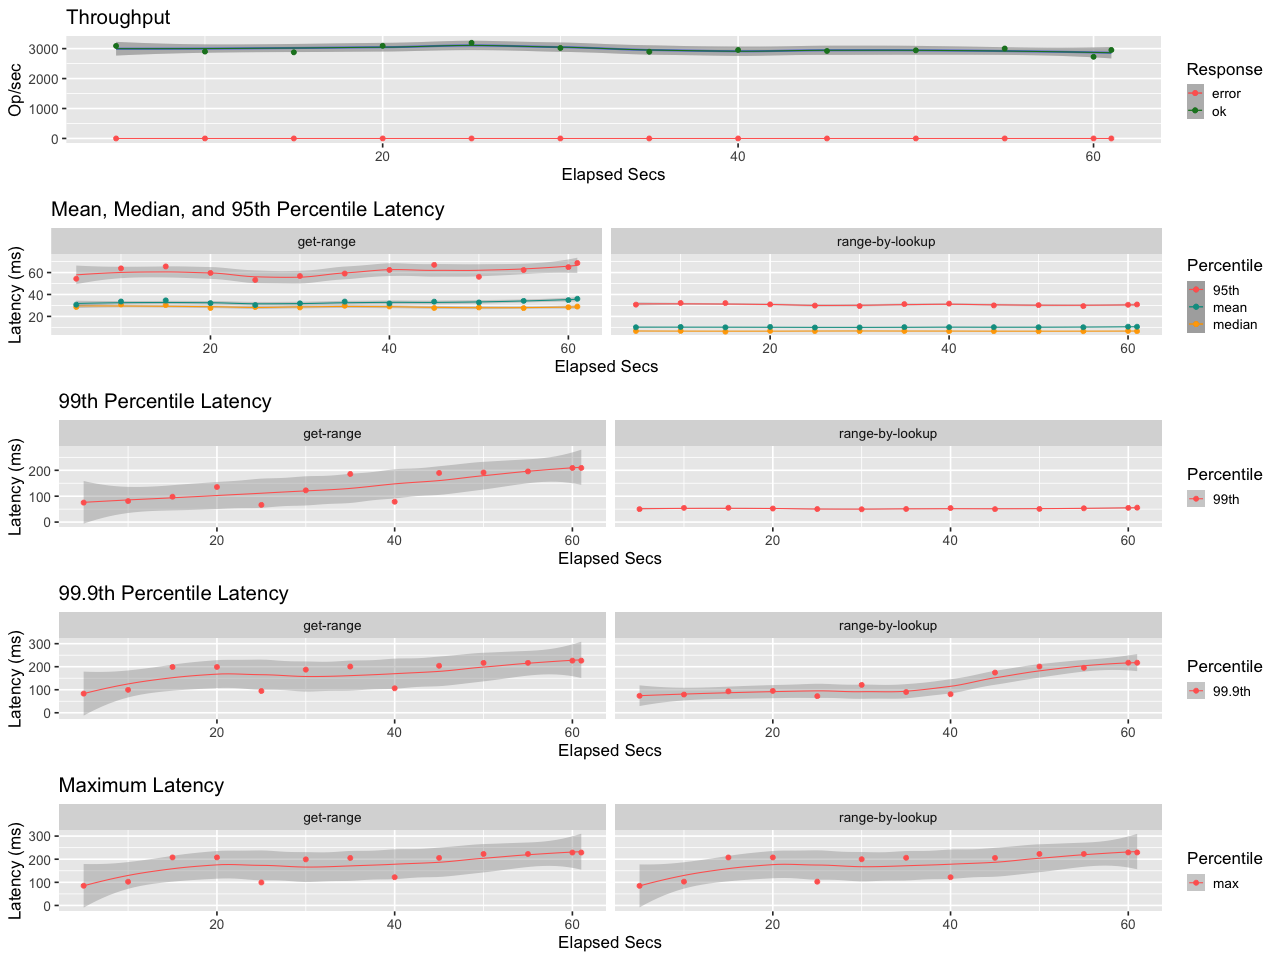 Throughput
3000
2000
1000
0
Op/sec
20 40 60
Elapsed Secs
Response
error
ok
Mean, Median, and 95th Percentile Latency
get-range range-by-lookup
60
40
20
Latency (ms)
20 40 60 20 40 60
Elapsed Secs
Percentile
95th
mean
median
99th Percentile Latency
get-range range-by-lookup
200
100
0
Latency (ms)
20 40 60 20 40 60
Elapsed Secs
Percentile
99th
99.9th Percentile Latency
get-range range-by-lookup
300
200
100
0
Latency (ms)
20 40 60 20 40 60
Elapsed Secs
Percentile
99.9th
Maximum Latency
get-range range-by-lookup
300
200
100
0
Latency (ms)
20 40 60 20 40 60
Elapsed Secs
Percentile
max